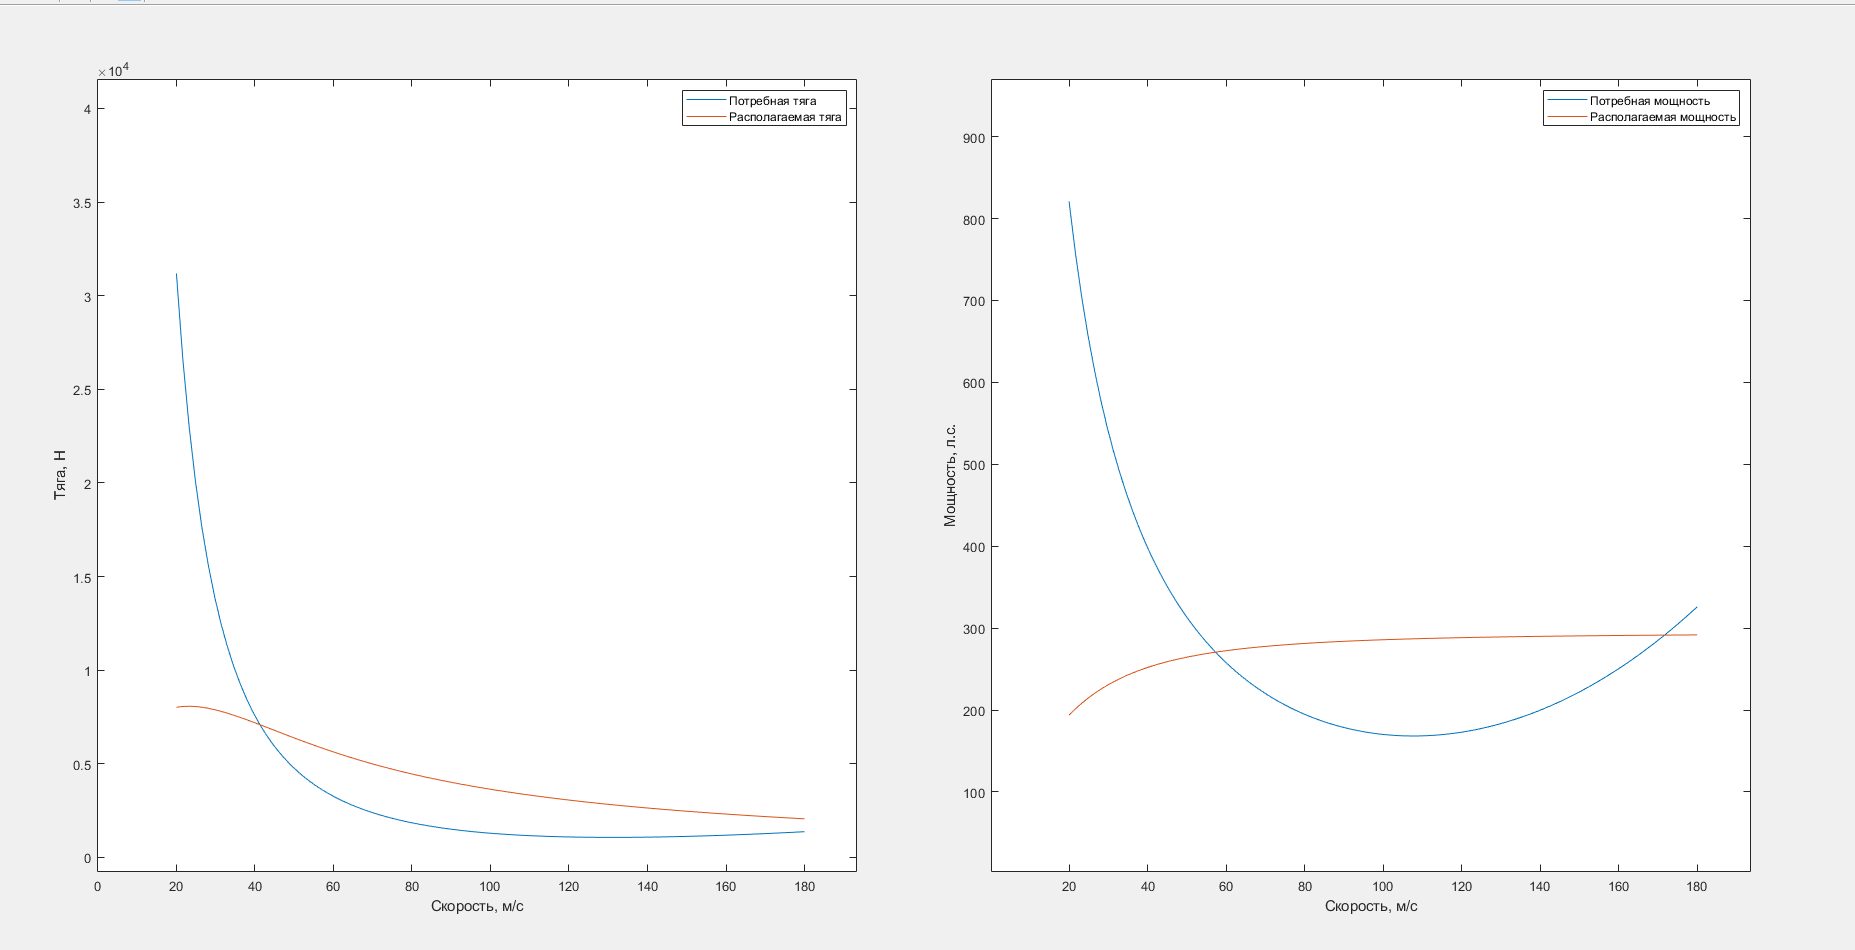 ×10⁴
4
3.5
3
2.5
2
1.5
1
0.5
0
Тяга, Н
0 20 40 60 80 100 120 140 160 180
Скорость, м/с
Потребная тяга
Располагаемая тяга
900
800
700
600
500
400
300
200
100
Мощность, л.с.
20 40 60 80 100 120 140 160 180
Скорость, м/с
Потребная мощность
Располагаемая мощность